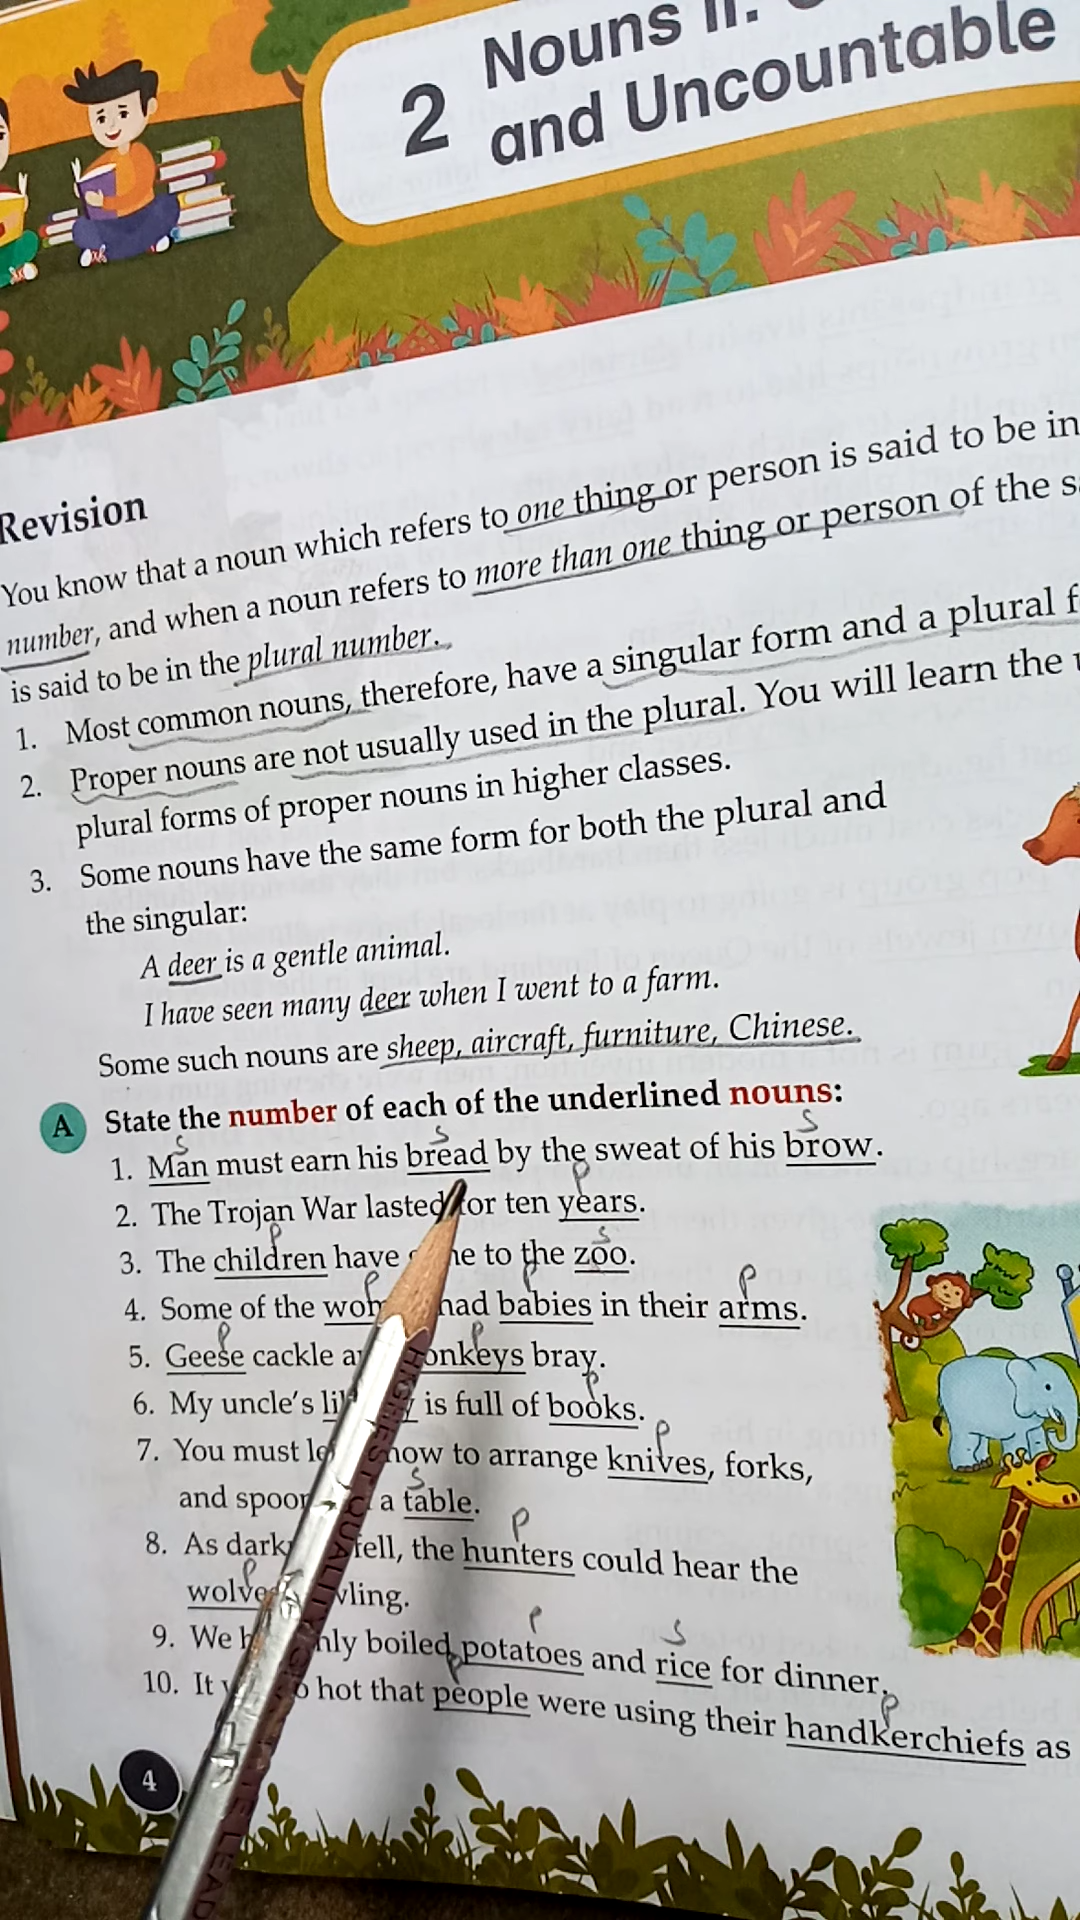 2 Nouns II:
and Uncountable
Revision
You know that a noun which refers to one thing or person is said to be in
number, and when a noun refers to more than one thing or person of the
is said to be in the plural number.
1. Most common nouns, therefore, have a singular form and a plural
2. Proper nouns are not usually used in the plural. You will learn the
plural forms of proper nouns in higher classes.
3. Some nouns have the same form for both the plural and
the singular:
A deer is a gentle animal.
I have seen many deer when I went to a farm.
Some such nouns are sheep, aircraft, furniture, Chinese.
A State the number of each of the underlined nouns:
s s s
1. Man must earn his bread by the sweat of his brow.
p
2. The Trojan War lasted for ten years.
p s
3. The children have to the zoo.
p p p
4. Some of the had babies in their arms.
p p
5. Geese cackle bray.
p
6. My uncle's is full of books.
p
7. You must how to arrange knives, forks,
s
and a table.
p
8. As fell, the hunters could hear the
p
p s
9. We boiled potatoes and rice for dinner.
p p
10. It hot that people were using their handkerchiefs as
4
HIGHEST QUALITY
LEAD